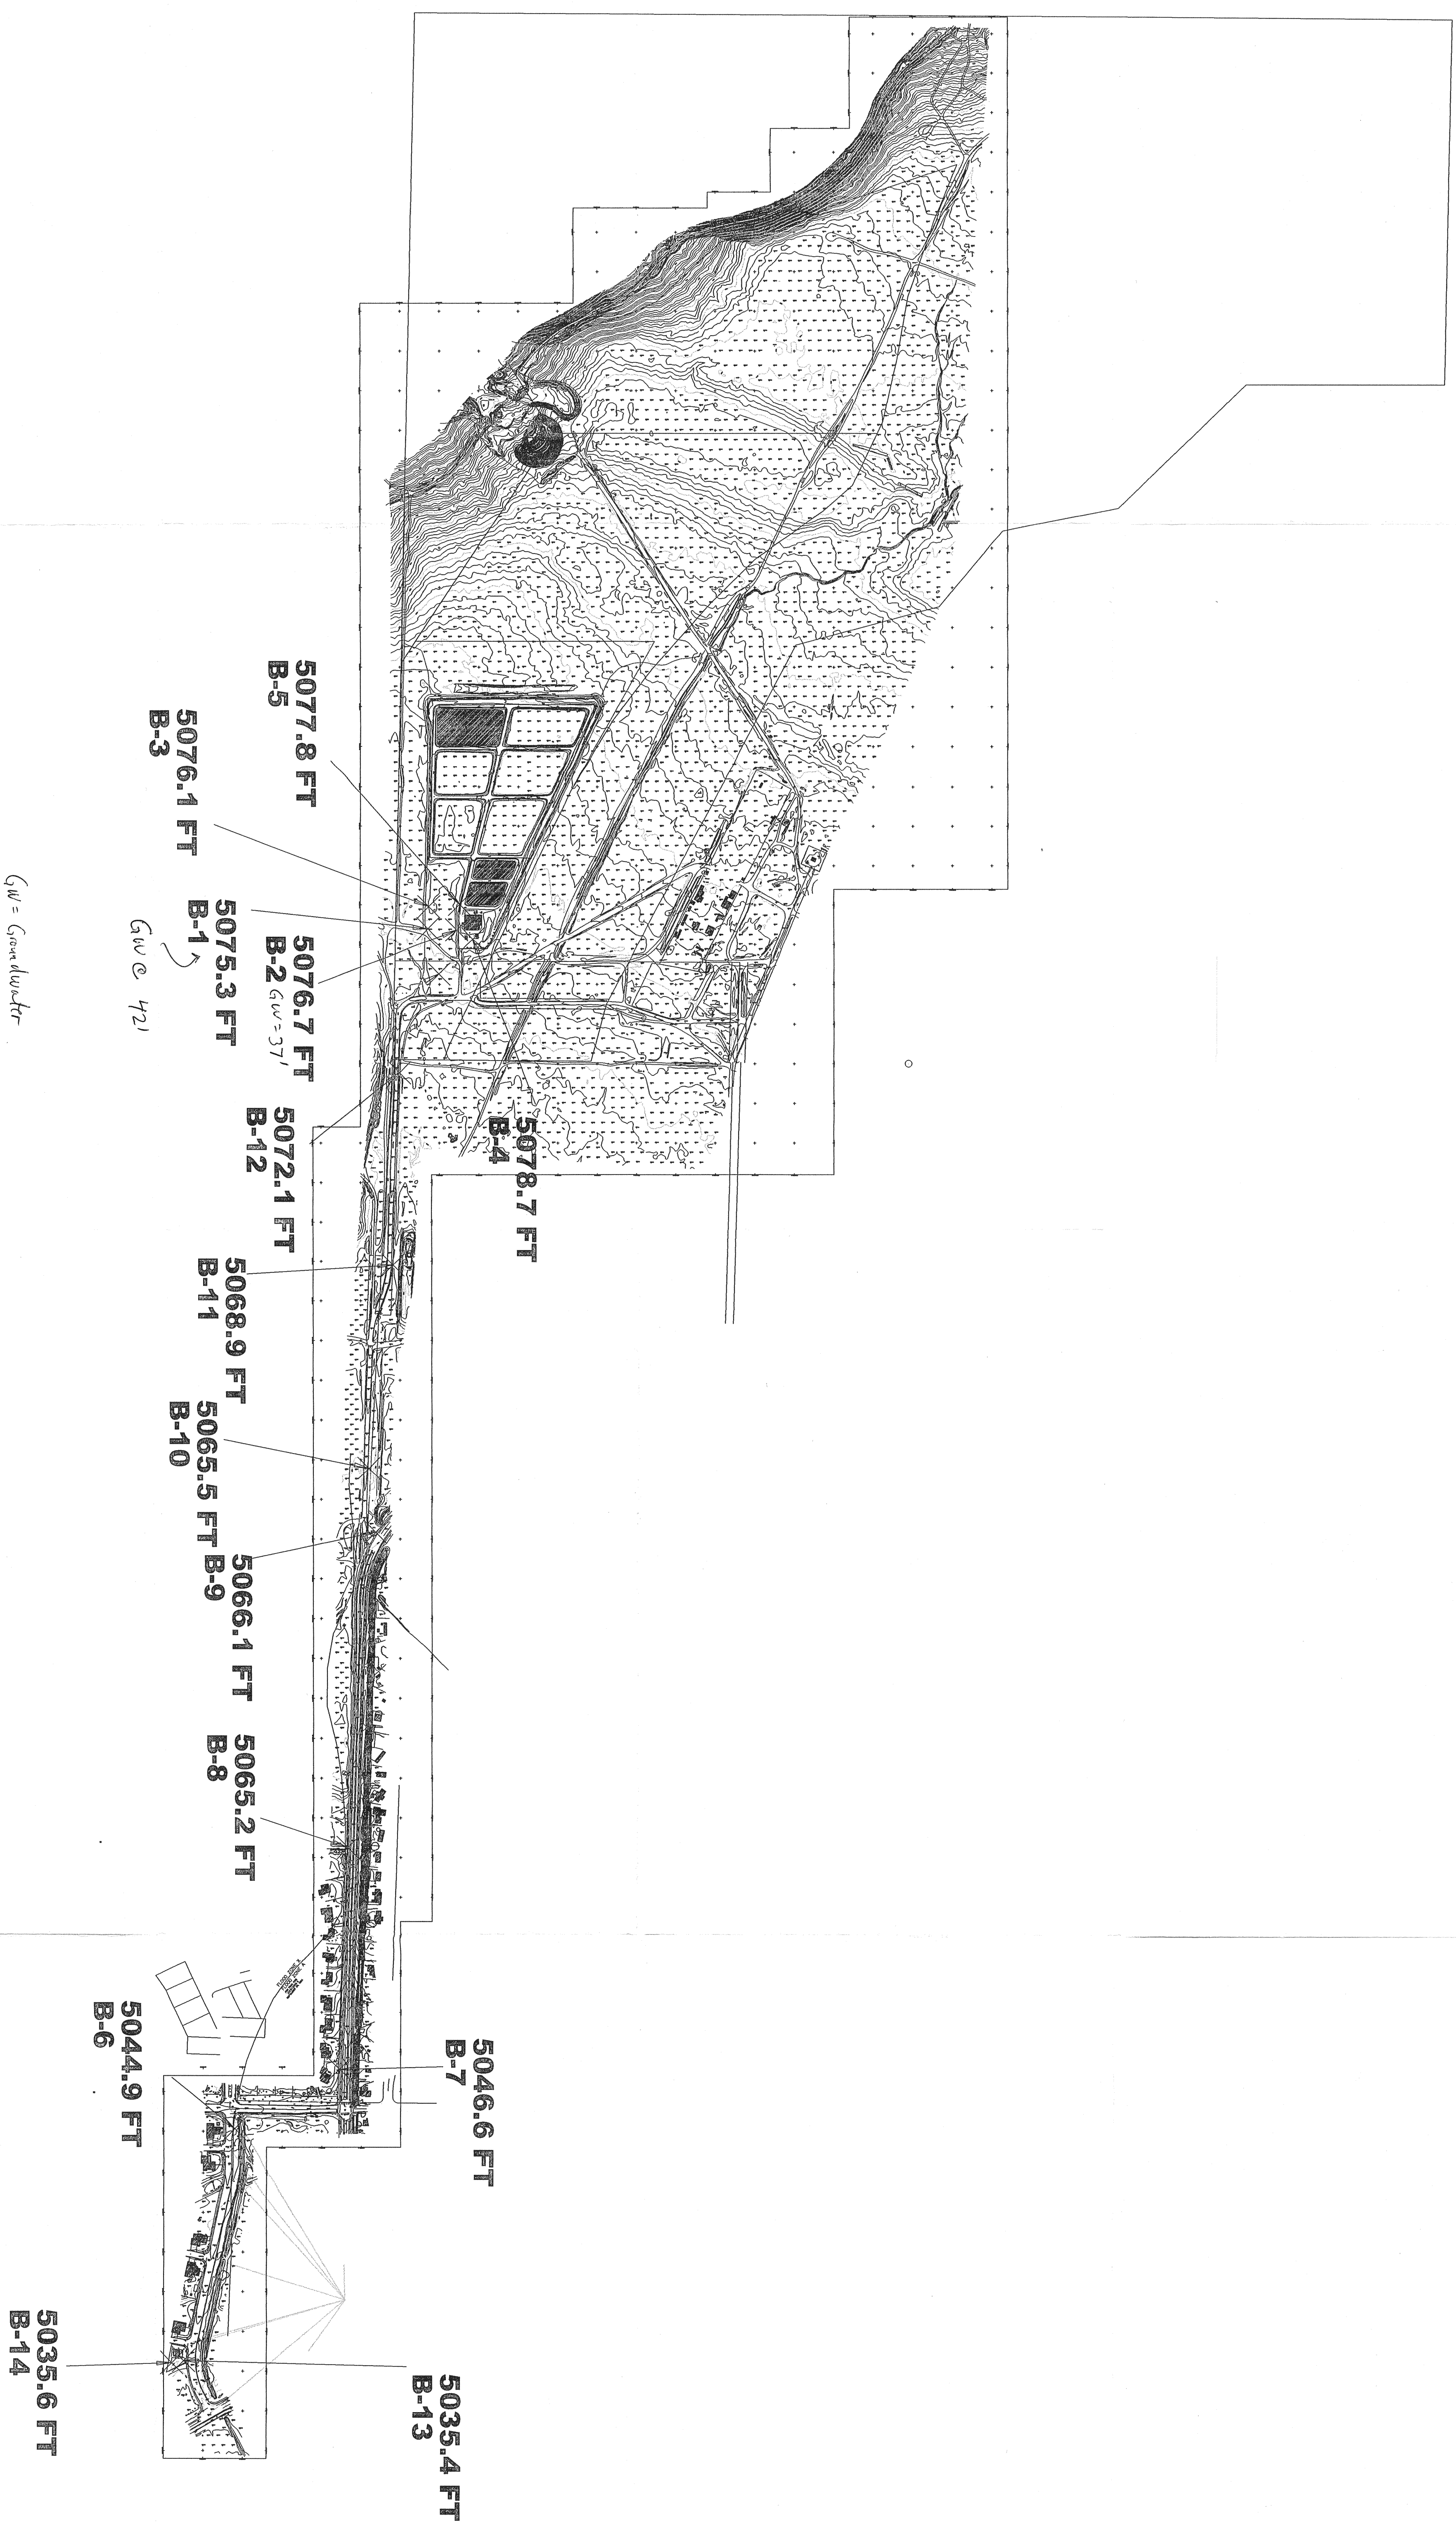 5077.8 FT
B-5
5076.1 FT
B-3
5075.3 FT
B-1
GW @ 42'
5076.7 FT
B-2 GW = 37'
5078.7 FT
B-4
5072.1 FT
B-12
5068.9 FT
B-11
5065.5 FT
B-10
5066.1 FT
B-9
5065.2 FT
B-8
5046.6 FT
B-7
5044.9 FT
B-6
5035.4 FT
B-13
5035.6 FT
B-14
GW = Groundwater